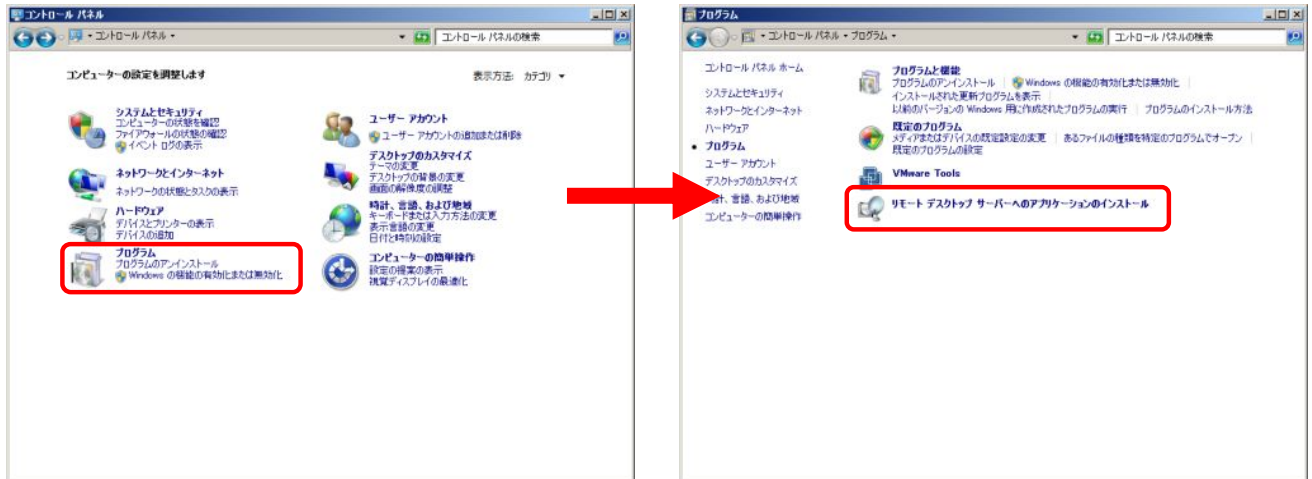 コントロール パネル
コントロール パネル
コントロール パネルの検索
コンピューターの設定を調整します
表示方法: カテゴリ
システムとセキュリティ
コンピューターの状態を確認
ファイアウォールの状態の確認
イベント ログの表示
ネットワークとインターネット
ネットワークの状態とタスクの表示
ハードウェア
デバイスとプリンターの表示
デバイスの追加
プログラム
プログラムのアンインストール
Windows の機能の有効化または無効化
ユーザー アカウント
ユーザー アカウントの追加または削除
デスクトップのカスタマイズ
テーマの変更
デスクトップの背景の変更
画面の解像度の調整
時計、言語、および地域
キーボードまたは入力方法の変更
表示言語の変更
日付と時刻の設定
コンピューターの簡単操作
設定の提案の表示
視覚ディスプレイの最適化
プログラム
コントロール パネル プログラム
コントロール パネルの検索
コントロール パネル ホーム
システムとセキュリティ
ネットワークとインターネット
ハードウェア
プログラム
ユーザー アカウント
デスクトップのカスタマイズ
時計、言語、および地域
コンピューターの簡単操作
プログラムと機能
プログラムのアンインストール Windows の機能の有効化または無効化
インストールされた更新プログラムを表示
以前のバージョンの Windows 用に作成されたプログラムの実行 プログラムのインストール方法
既定のプログラム
メディアまたはデバイスの既定設定の変更 あるファイルの種類を特定のプログラムでオープン
既定のプログラムの設定
VMware Tools
リモート デスクトップ サーバーへのアプリケーションのインストール